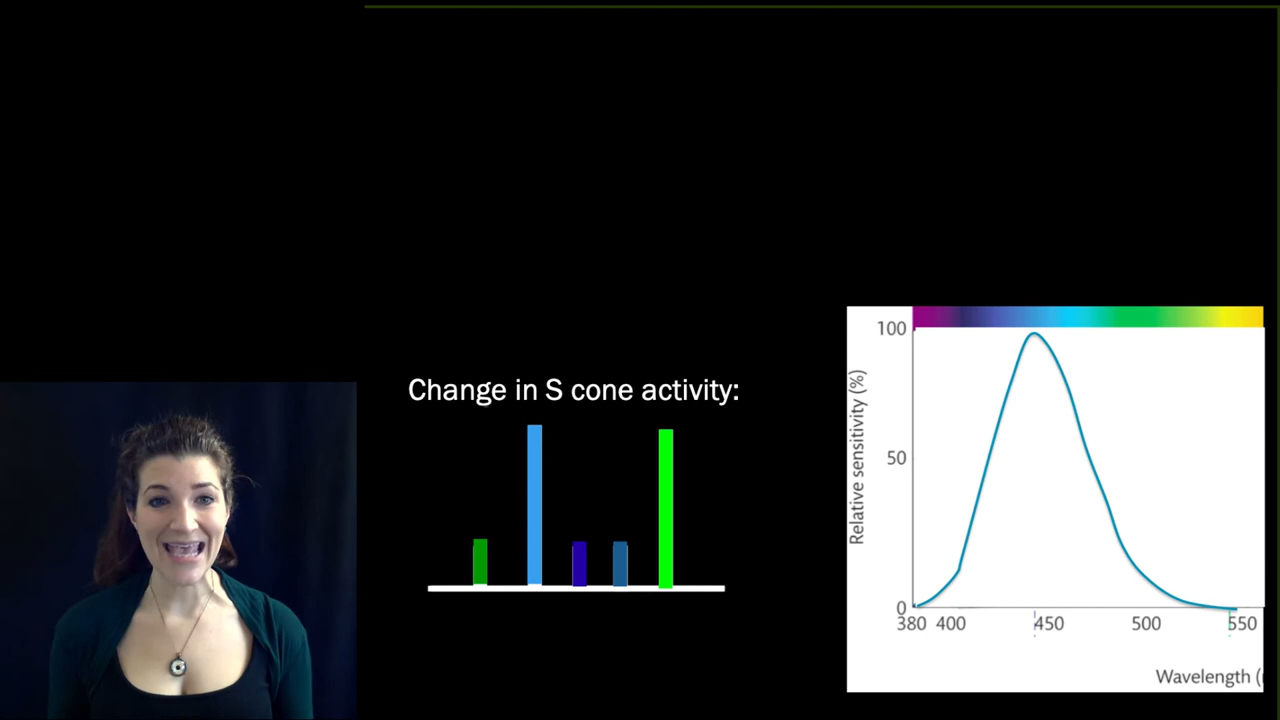 Change in S cone activity:
100
50
0
Relative sensitivity (%)
380 400 450 500 550
Wavelength (